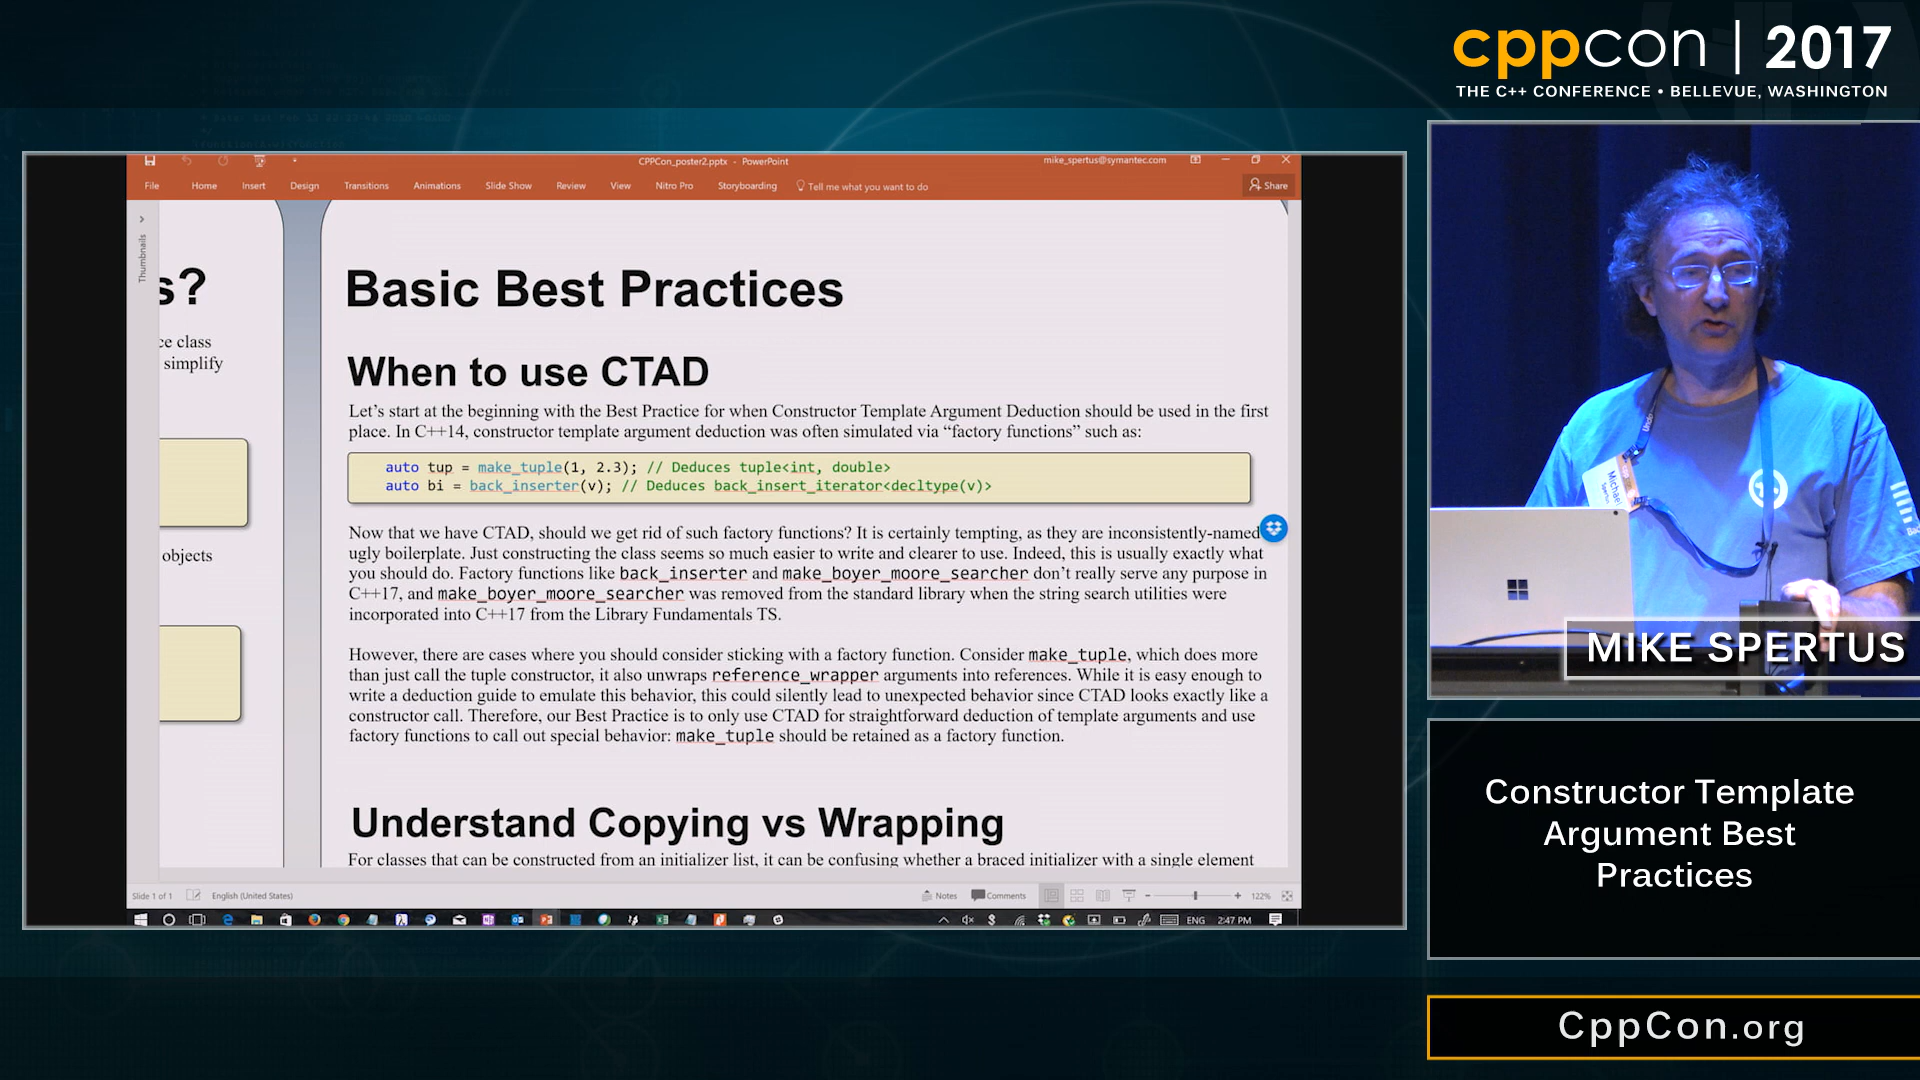 cppcon | 2017
THE C++ CONFERENCE • BELLEVUE, WASHINGTON
CPPCon_poster2.pptx - PowerPoint
mike_spertus@symantec.com
File Home Insert Design Transitions Animations Slide Show Review View Nitro Pro Storyboarding Tell me what you want to do Share
Thumbnails
s?
ce class
simplify
objects
Basic Best Practices
When to use CTAD
Let's start at the beginning with the Best Practice for when Constructor Template Argument Deduction should be used in the first
place. In C++14, constructor template argument deduction was often simulated via “factory functions” such as:
auto tup = make_tuple(1, 2.3); // Deduces tuple<int, double>
auto bi = back_inserter(v); // Deduces back_insert_iterator<decltype(v)>
Now that we have CTAD, should we get rid of such factory functions? It is certainly tempting, as they are inconsistently-named
ugly boilerplate. Just constructing the class seems so much easier to write and clearer to use. Indeed, this is usually exactly what
you should do. Factory functions like back_inserter and make_boyer_moore_searcher don't really serve any purpose in
C++17, and make_boyer_moore_searcher was removed from the standard library when the string search utilities were
incorporated into C++17 from the Library Fundamentals TS.
However, there are cases where you should consider sticking with a factory function. Consider make_tuple, which does more
than just call the tuple constructor, it also unwraps reference_wrapper arguments into references. While it is easy enough to
write a deduction guide to emulate this behavior, this could silently lead to unexpected behavior since CTAD looks exactly like a
constructor call. Therefore, our Best Practice is to only use CTAD for straightforward deduction of template arguments and use
factory functions to call out special behavior: make_tuple should be retained as a factory function.
Understand Copying vs Wrapping
For classes that can be constructed from an initializer list, it can be confusing whether a braced initializer with a single element
Slide 1 of 1 English (United States) Notes Comments 122%
ENG 2:47 PM
Michael
Spertus
MIKE SPERTUS
Constructor Template
Argument Best
Practices
CppCon.org